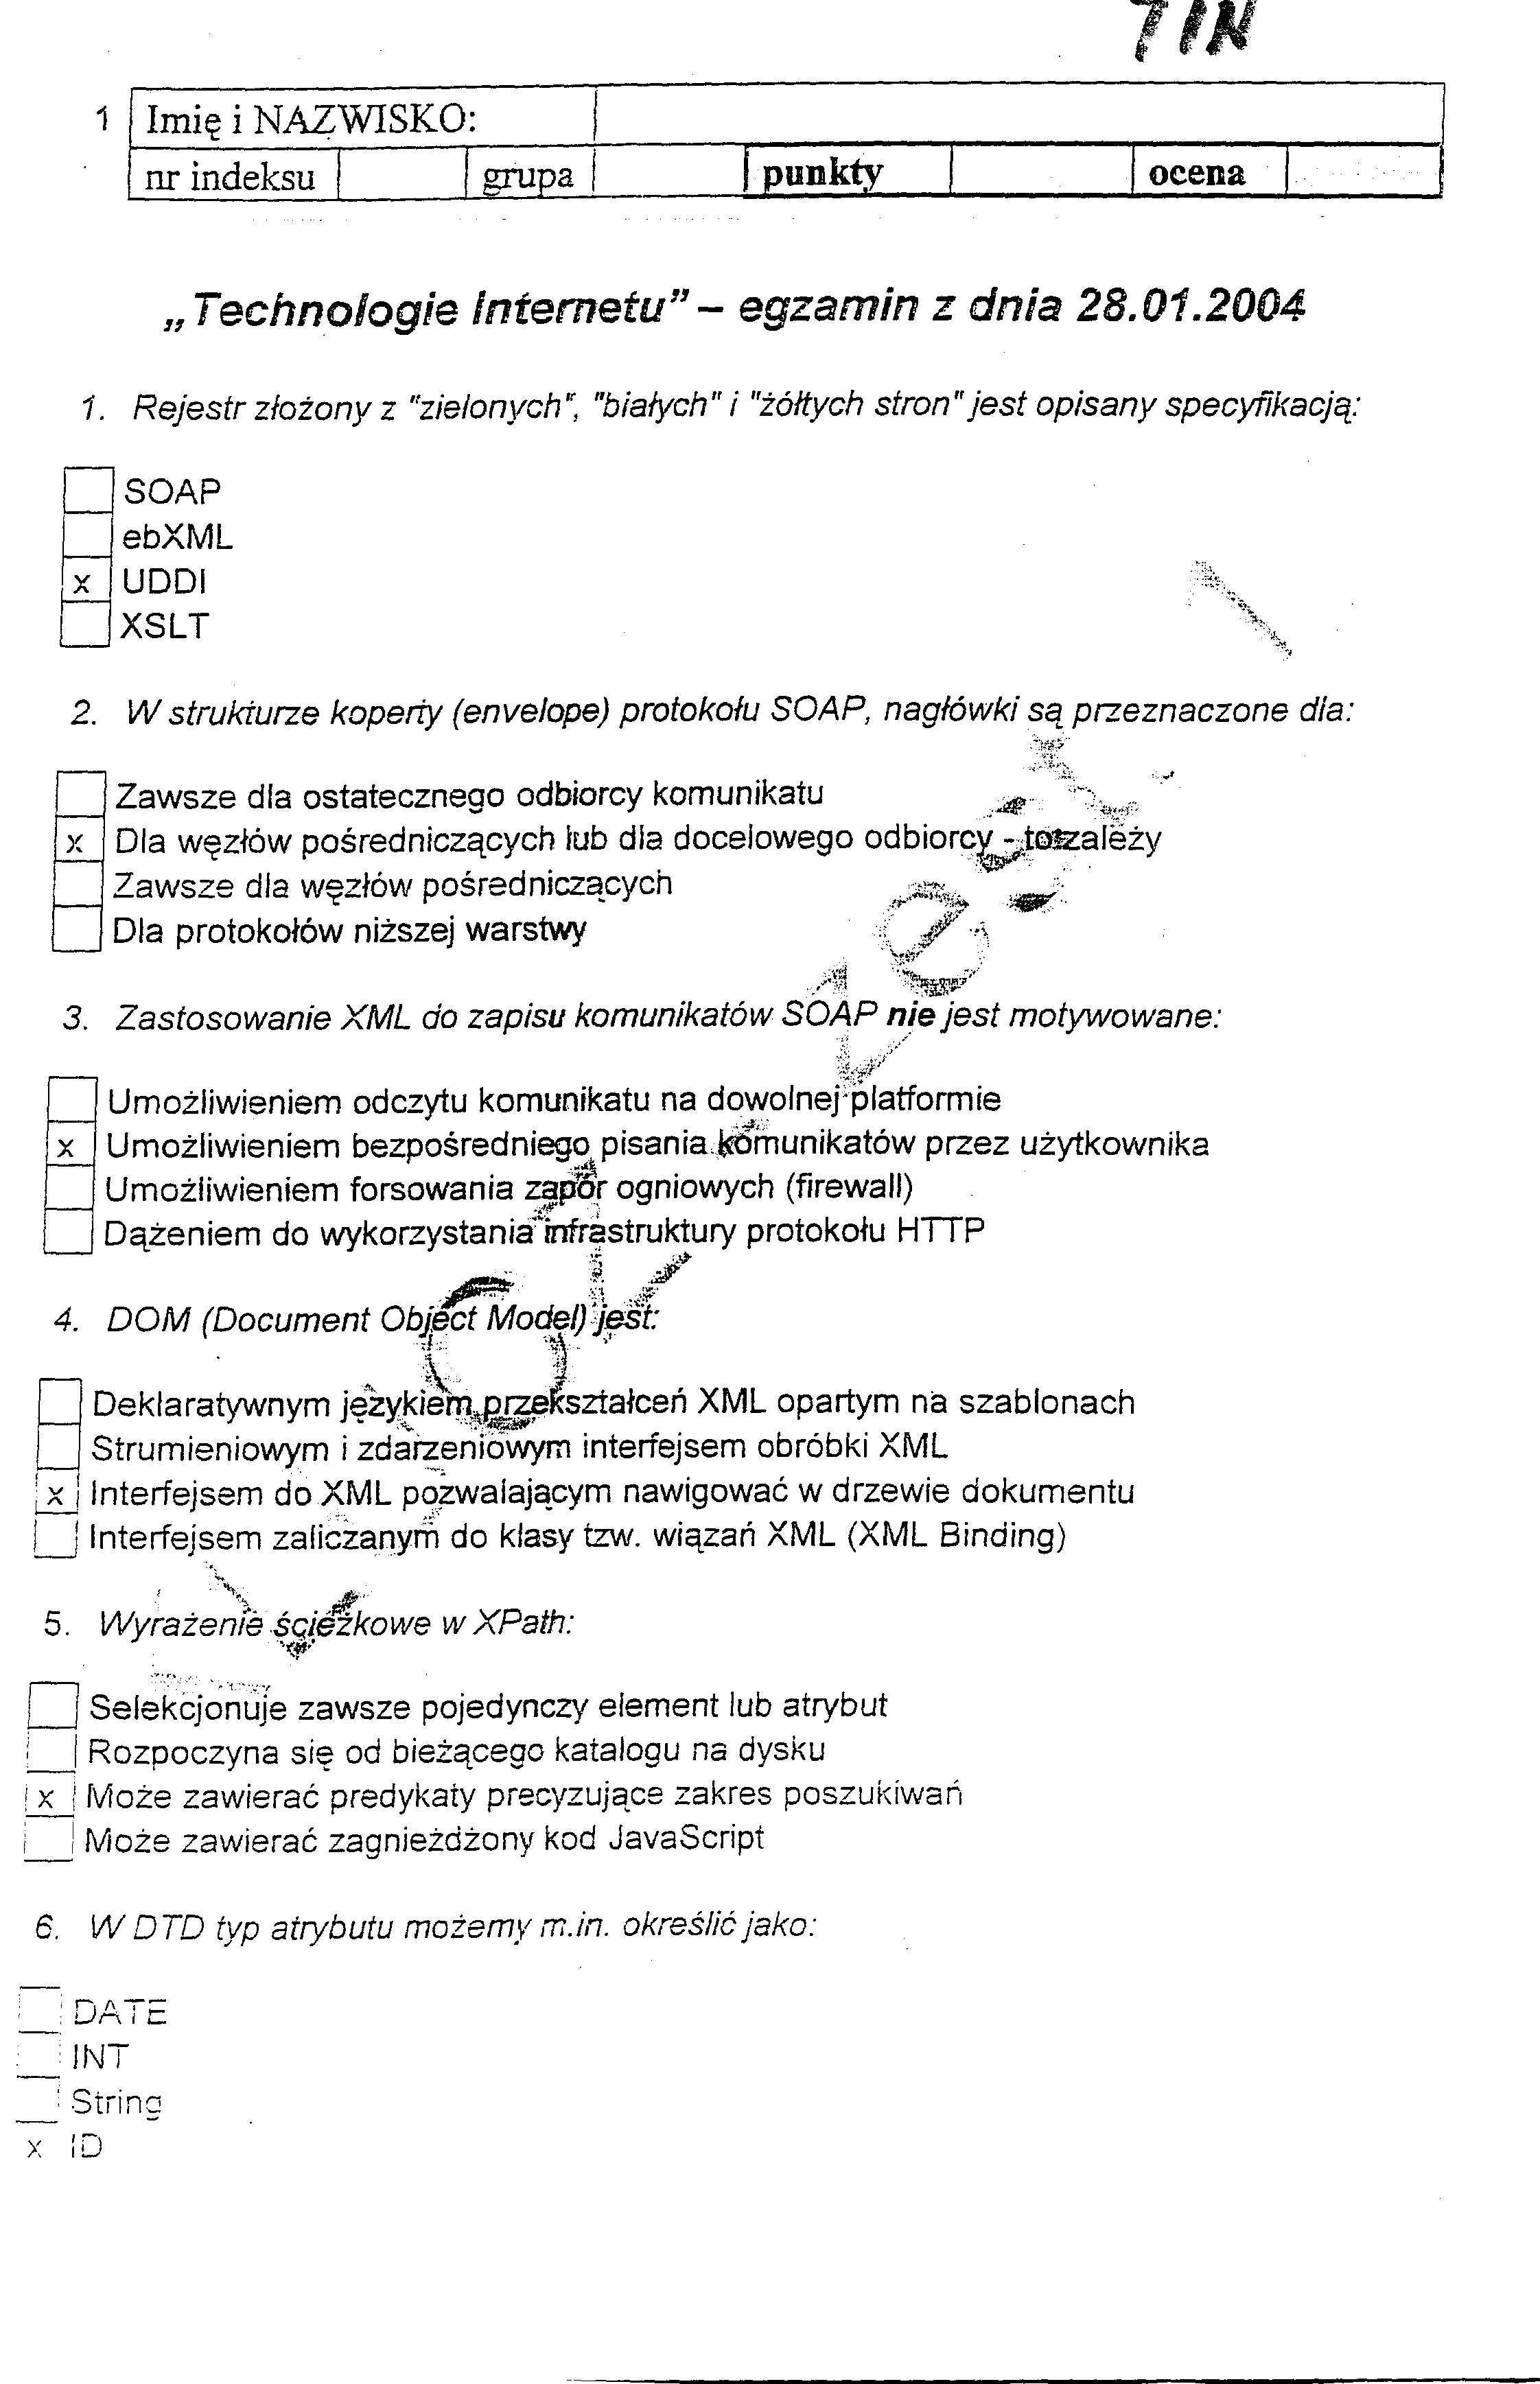 TIN
1 Imię i NAZWISKO:
nr indeksu grupa punkty ocena
„Technologie Internetu” – egzamin z dnia 28.01.2004
1. Rejestr złożony z "zielonych", "białych" i "żółtych stron" jest opisany specyfikacją:
SOAP
ebXML
x UDDI
XSLT
2. W strukturze koperty (envelope) protokołu SOAP, nagłówki są przeznaczone dla:
Zawsze dla ostatecznego odbiorcy komunikatu
x Dla węzłów pośredniczących lub dla docelowego odbiorcy - to zależy
Zawsze dla węzłów pośredniczących
Dla protokołów niższej warstwy
3. Zastosowanie XML do zapisu komunikatów SOAP nie jest motywowane:
Umożliwieniem odczytu komunikatu na dowolnej platformie
x Umożliwieniem bezpośredniego pisania komunikatów przez użytkownika
Umożliwieniem forsowania zapór ogniowych (firewall)
Dążeniem do wykorzystania infrastruktury protokołu HTTP
4. DOM (Document Object Model) jest:
Deklaratywnym językiem przekształceń XML opartym na szablonach
Strumieniowym i zdarzeniowym interfejsem obróbki XML
x Interfejsem do XML pozwalającym nawigować w drzewie dokumentu
Interfejsem zaliczanym do klasy tzw. wiązań XML (XML Binding)
5. Wyrażenie ścieżkowe w XPath:
Selekcjonuje zawsze pojedynczy element lub atrybut
Rozpoczyna się od bieżącego katalogu na dysku
x Może zawierać predykaty precyzujące zakres poszukiwań
Może zawierać zagnieżdżony kod JavaScript
6. W DTD typ atrybutu możemy m.in. określić jako:
DATE
INT
String
x ID